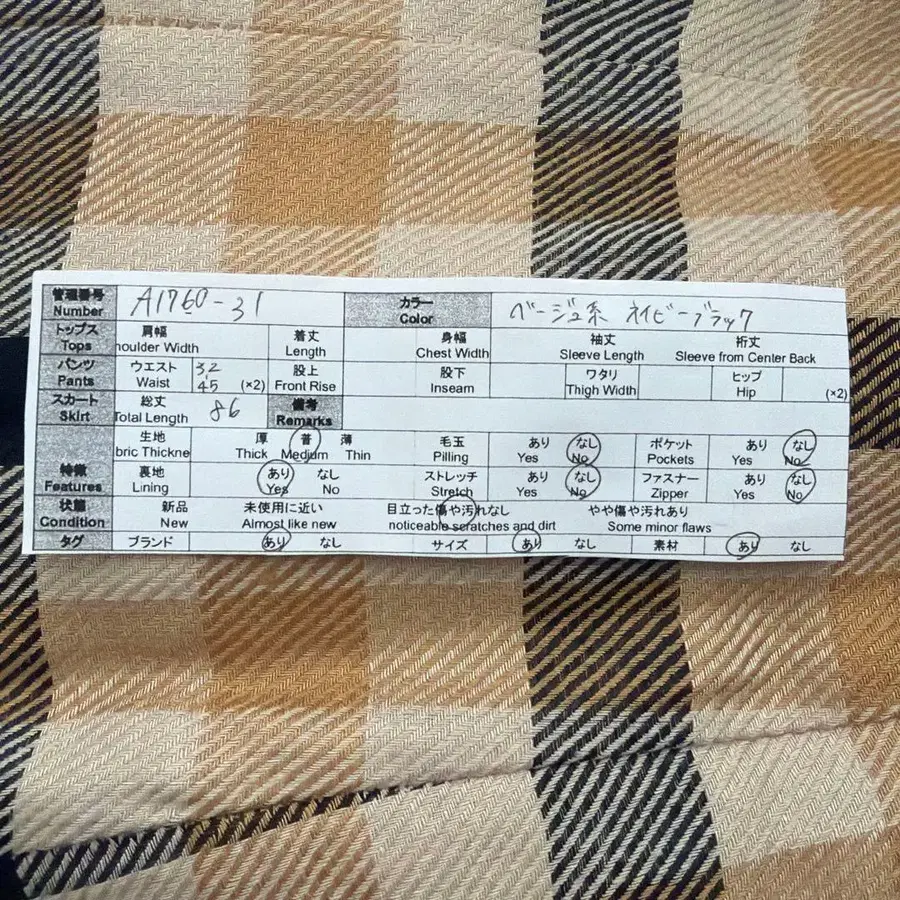 管理番号 A1760-31 カラー ベージュ系 ネイビーブラック
Number Color
トップス 肩幅 着丈 身幅 袖丈 裄丈
Tops houlder Width Length Chest Width Sleeve Length Sleeve from Center Back
パンツ ウエスト 32 股上 股下 ワタリ ヒップ
Pants Waist 45 (×2) Front Rise Inseam Thigh Width Hip (×2)
スカート 総丈 86 備考
Skirt Total Length Remarks
生地 厚 普 薄 毛玉 あり なし ポケット あり なし
bric Thickne Thick Medium Thin Pilling Yes No Pockets Yes No
特徴 裏地 あり なし ストレッチ あり なし ファスナー あり なし
Features Lining Yes No Stretch Yes No Zipper Yes No
状態 新品 未使用に近い 目立った傷や汚れなし やや傷や汚れあり
Condition New Almost like new noticeable scratches and dirt Some minor flaws
タグ ブランド あり なし サイズ あり なし 素材 あり なし